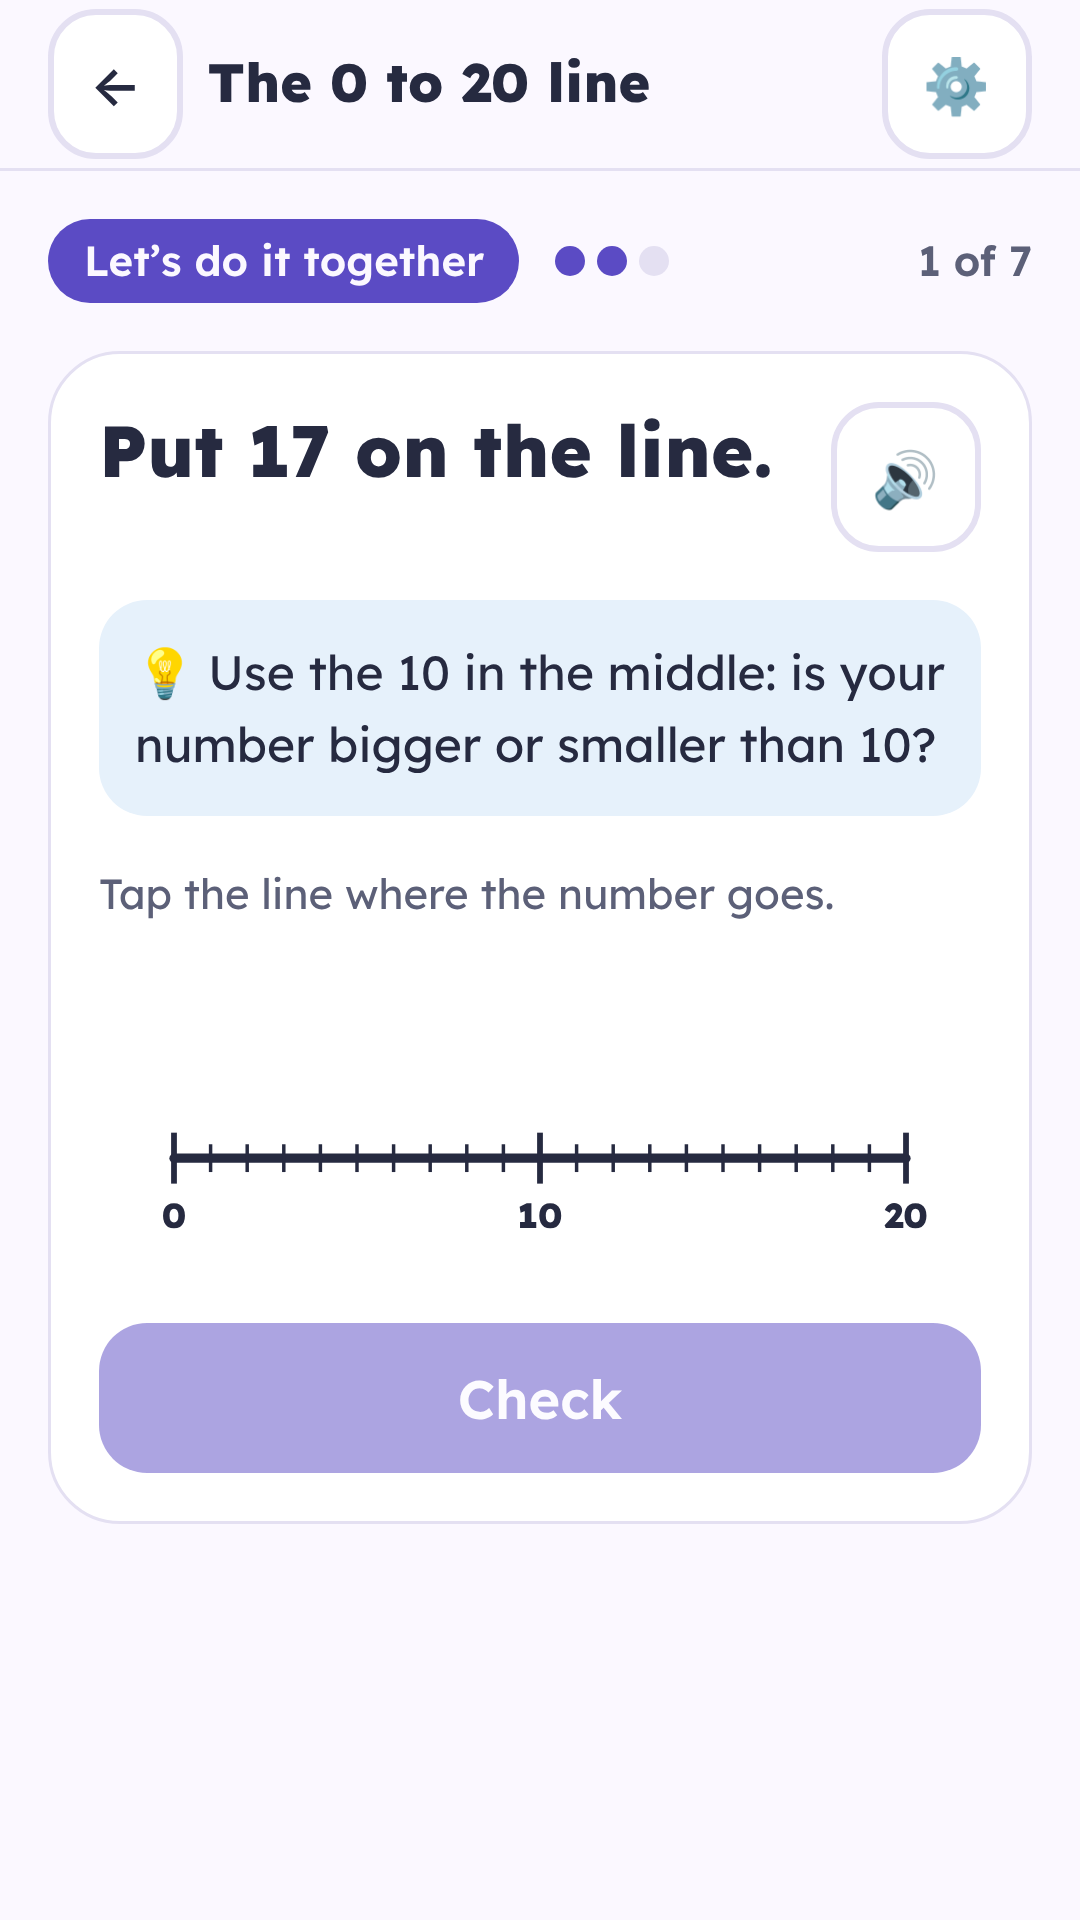 The 0 to 20 line
Let’s do it together
1 of 7
Put 17 on the line.
Use the 10 in the middle: is your
number bigger or smaller than 10?
Tap the line where the number goes.
0 10 20
Check